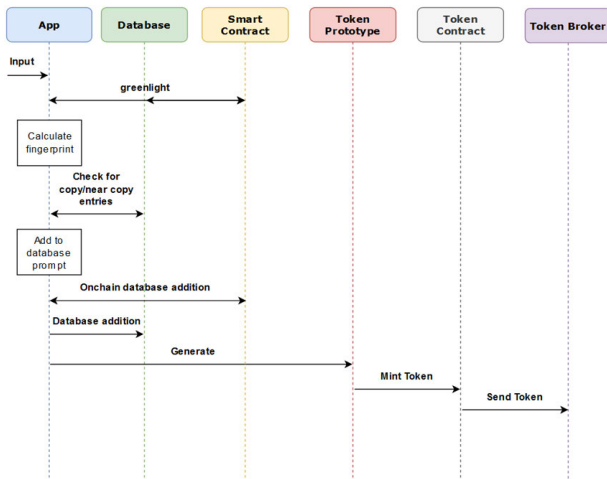 App
Database
Smart
Contract
Token
Prototype
Token
Contract
Token Broker
Input
greenlight
Calculate
fingerprint
Check for
copy/near copy
entries
Add to
database
prompt
Onchain database addition
Database addition
Generate
Mint Token
Send Token